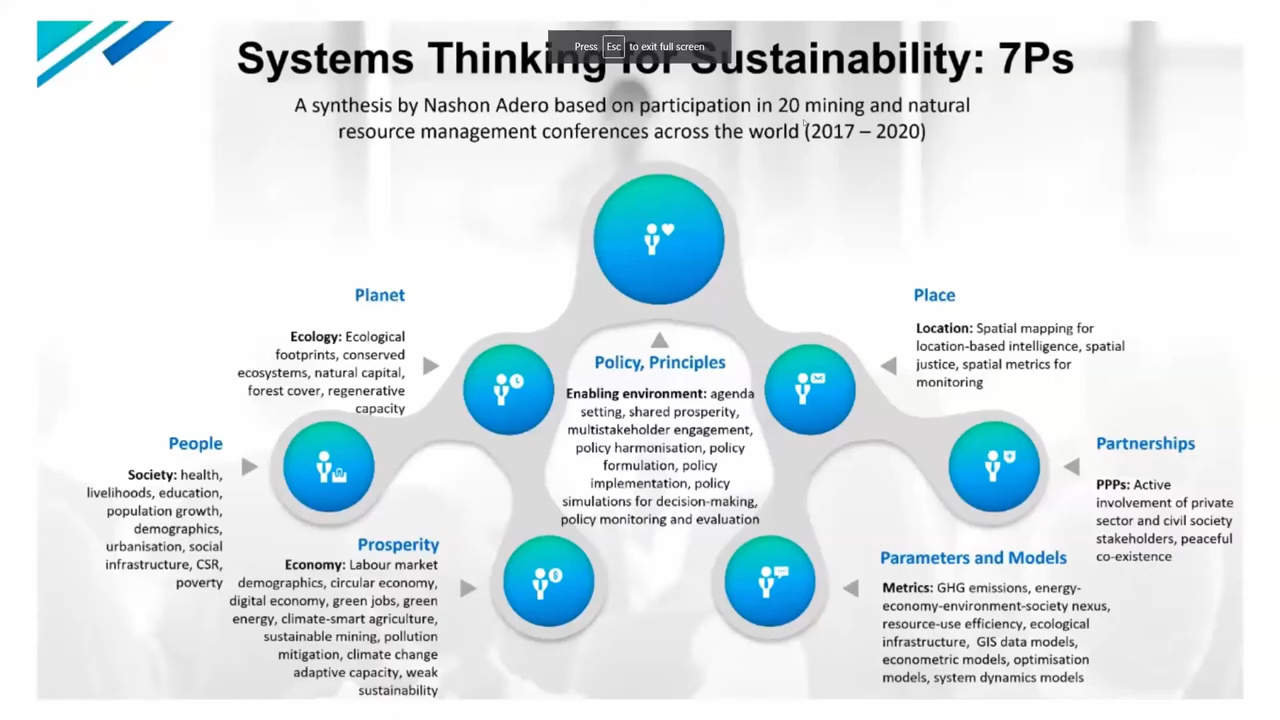 Press Esc to exit full screen
Systems Thinking for Sustainability: 7Ps
A synthesis by Nashon Adero based on participation in 20 mining and natural
resource management conferences across the world (2017 – 2020)
Planet
Ecology: Ecological
footprints, conserved
ecosystems, natural capital,
forest cover, regenerative
capacity
People
Society: health,
livelihoods, education,
population growth,
demographics,
urbanisation, social
infrastructure, CSR,
poverty
Prosperity
Economy: Labour market
demographics, circular economy,
digital economy, green jobs, green
energy, climate-smart agriculture,
sustainable mining, pollution
mitigation, climate change
adaptive capacity, weak
sustainability
Policy, Principles
Enabling environment: agenda
setting, shared prosperity,
multistakeholder engagement,
policy harmonisation, policy
formulation, policy
implementation, policy
simulations for decision-making,
policy monitoring and evaluation
Place
Location: Spatial mapping for
location-based intelligence, spatial
justice, spatial metrics for
monitoring
Partnerships
PPPs: Active
involvement of private
sector and civil society
stakeholders, peaceful
co-existence
Parameters and Models
Metrics: GHG emissions, energy-
economy-environment-society nexus,
resource-use efficiency, ecological
infrastructure, GIS data models,
econometric models, optimisation
models, system dynamics models